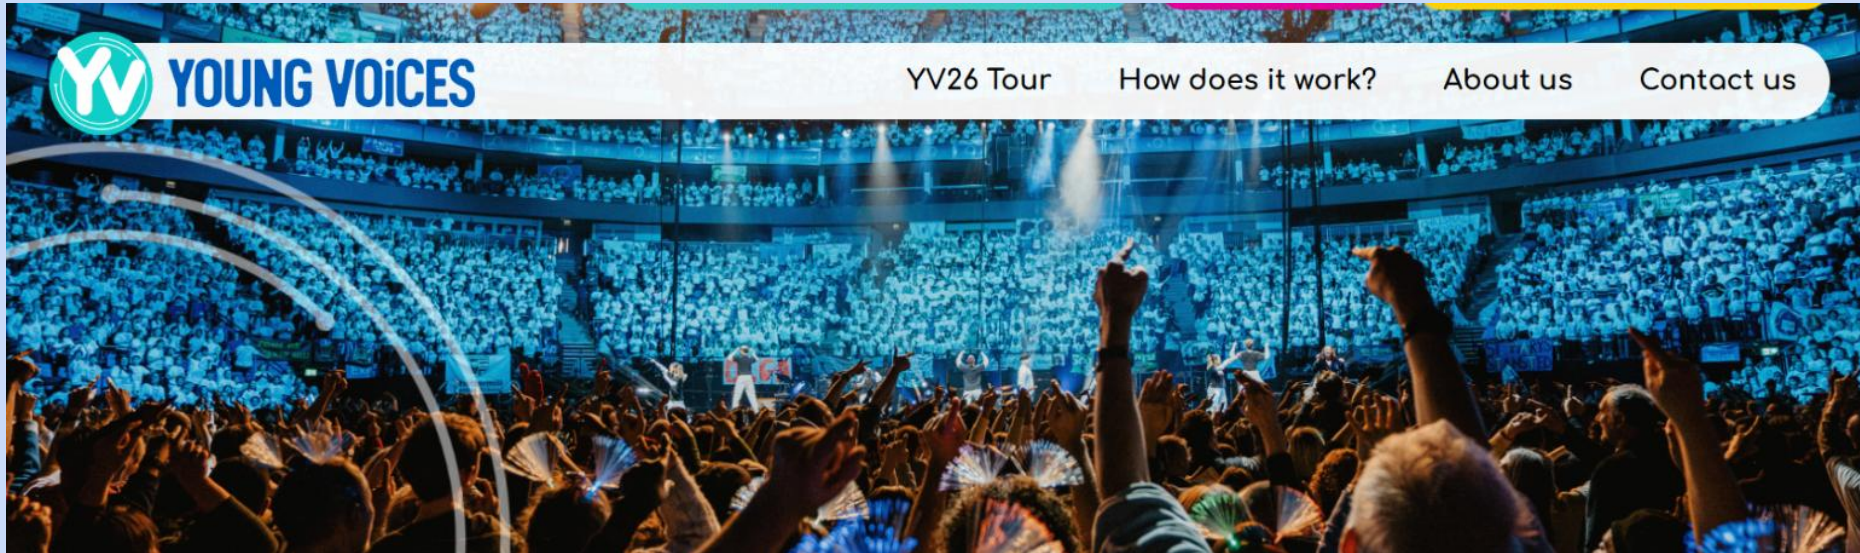 YV YOUNG VOiCES
YV26 Tour How does it work? About us Contact us